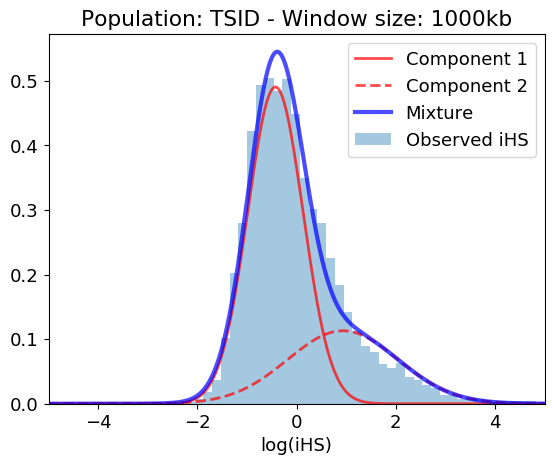 Population: TSID - Window size: 1000kb
Component 1
Component 2
Mixture
Observed iHS
0.5
0.4
0.3
0.2
0.1
0.0
−4
−2
0
2
4
log(iHS)